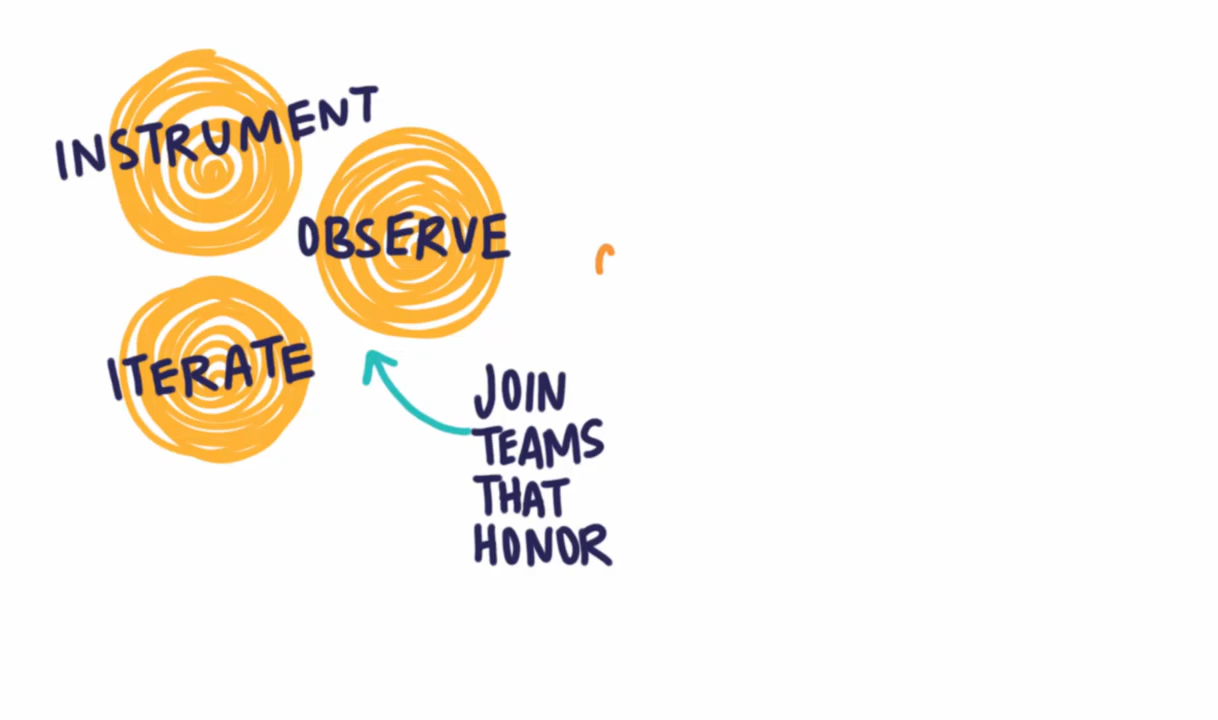 INSTRUMENT
OBSERVE
ITERATE
JOIN
TEAMS
THAT
HONOR